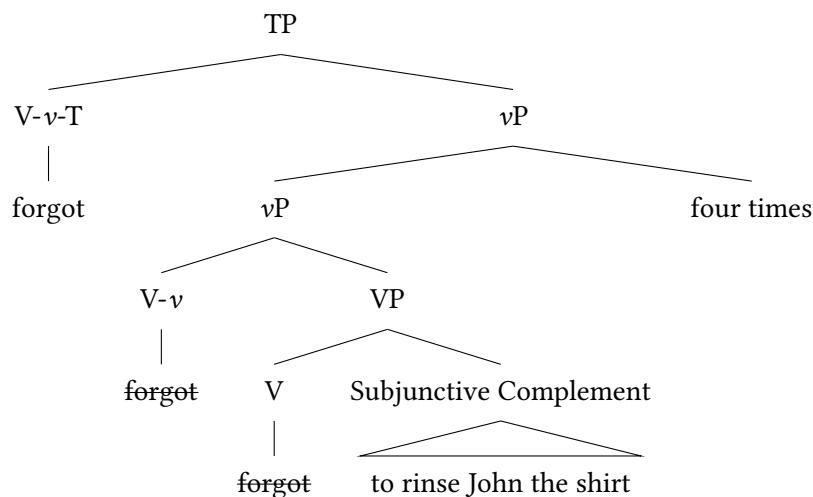 TP
V-v-T vP
forgot vP four times
V-v VP
forgot V Subjunctive Complement
forgot to rinse John the shirt